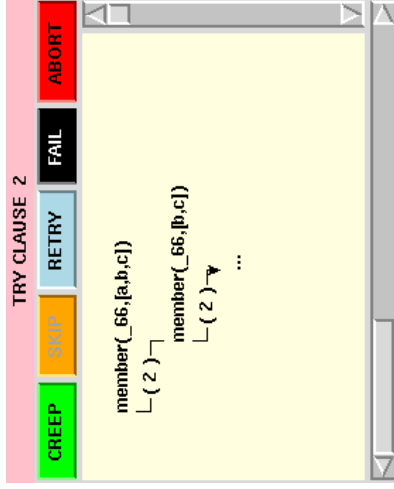 TRY CLAUSE 2
CREEP SKIP RETRY FAIL ABORT
member(_66,[a,b,c])
( 2 )
member(_66,[b,c])
( 2 )
...